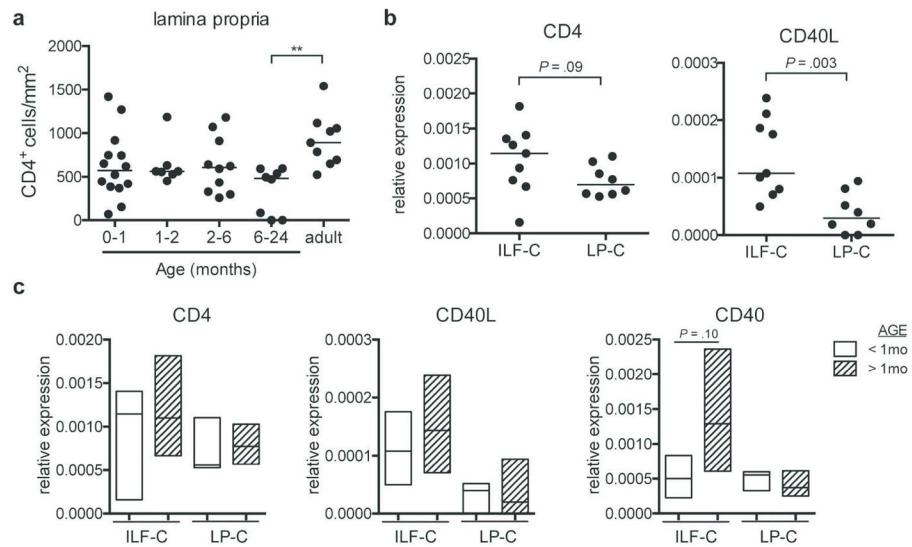 a
lamina propria
CD4+ cells/mm2
2000
1500
1000
500
0
**
0-1 1-2 2-6 6-24 adult
Age (months)
b
CD4
relative expression
0.0025
0.0020
0.0015
0.0010
0.0005
0.0000
P = .09
ILF-C LP-C
CD40L
0.0003
0.0002
0.0001
0.0000
P = .003
ILF-C LP-C
c
CD4
relative expression
0.0020
0.0015
0.0010
0.0005
0.0000
ILF-C LP-C
CD40L
relative expression
0.0003
0.0002
0.0001
0.0000
ILF-C LP-C
CD40
relative expression
0.0025
0.0020
0.0015
0.0010
0.0005
0.0000
P = .10
ILF-C LP-C
AGE
< 1mo
> 1mo